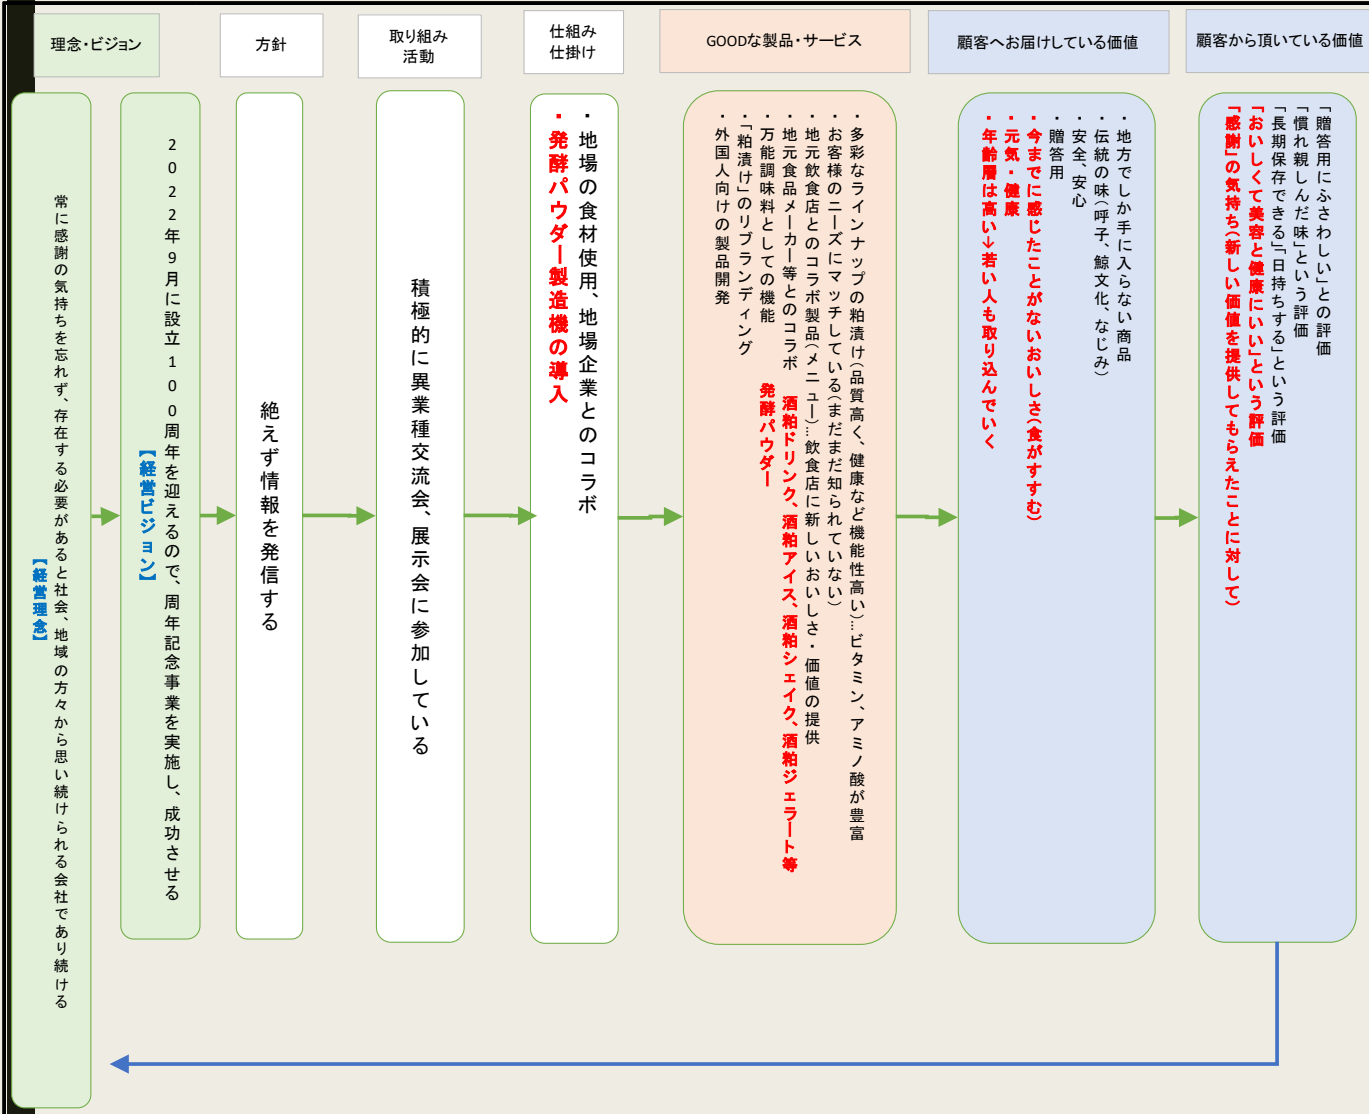 理念・ビジョン
方針
取り組み
活動
仕組み
仕掛け
GOODな製品・サービス
顧客へお届けしている価値
顧客から頂いている価値
常に感謝の気持ちを忘れず、存在する必要があると社会、地域の方々から思い続けられる会社であり続ける
【経営理念】
2022年9月に設立100周年を迎えるので、周年記念事業を実施し、成功させる
【経営ビジョン】
絶えず情報を発信する
積極的に異業種交流会、展示会に参加している
・地場の食材使用、地場企業とのコラボ
・発酵パウダー製造機の導入
・多彩なラインナップの粕漬け(品質高く、健康など機能性高い)…ビタミン、アミノ酸が豊富
・お客様のニーズにマッチしている(まだまだ知られていない)
・地元飲食店とのコラボ製品(メニュー)…飲食店に新しいおいしさ・価値の提供
・地元食品メーカー等とのコラボ　酒粕ドリンク、酒粕アイス、酒粕シェイク、酒粕ジェラート等
・万能調味料としての機能　発酵パウダー
・「粕漬け」のリブランディング
・外国人向けの製品開発
・地方でしか手に入らない商品
・伝統の味(呼子、鯨文化、なじみ)
・安全、安心
・贈答用
・今までに感じたことがないおいしさ(食がすすむ)
・元気・健康
・年齢層は高い→若い人も取り込んでいく
「贈答用にふさわしい」との評価
「慣れ親しんだ味」という評価
「長期保存できる」「日持ちする」という評価
「おいしくて美容と健康にいい」という評価
「感謝」の気持ち(新しい価値を提供してもらえたことに対して)